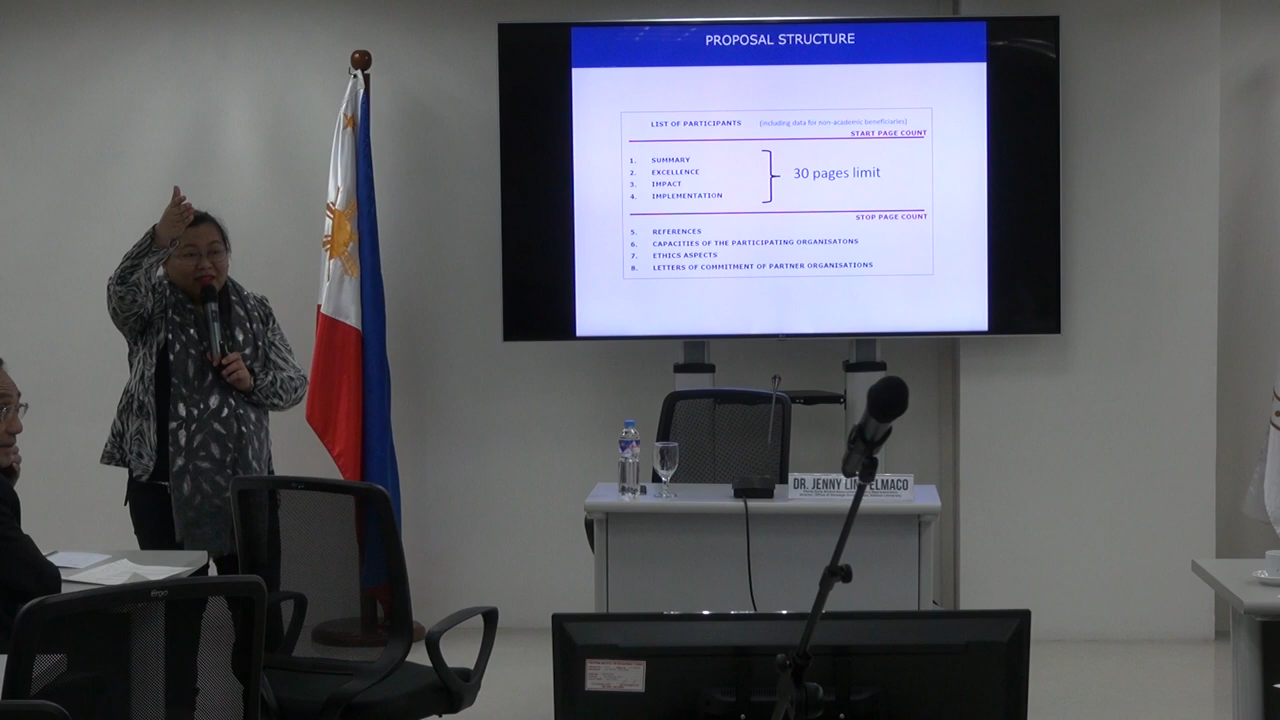 PROPOSAL STRUCTURE
LIST OF PARTICIPANTS (including data for non-academic beneficiaries)
START PAGE COUNT
1. SUMMARY
2. EXCELLENCE
3. IMPACT
4. IMPLEMENTATION
30 pages limit
STOP PAGE COUNT
5. REFERENCES
6. CAPACITIES OF THE PARTICIPATING ORGANISATONS
7. ETHICS ASPECTS
8. LETTERS OF COMMITMENT OF PARTNER ORGANISATIONS
DR. JENNY LIN ELMACO